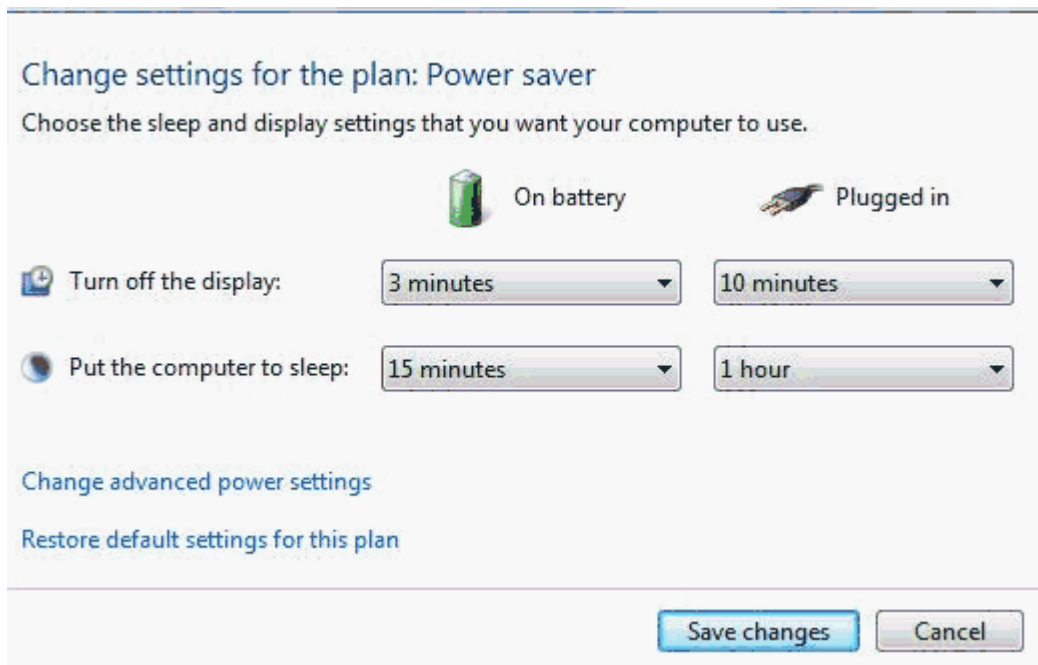 Change settings for the plan: Power saver
Choose the sleep and display settings that you want your computer to use.
On battery Plugged in
Turn off the display: 3 minutes 10 minutes
Put the computer to sleep: 15 minutes 1 hour
Change advanced power settings
Restore default settings for this plan
Save changes Cancel